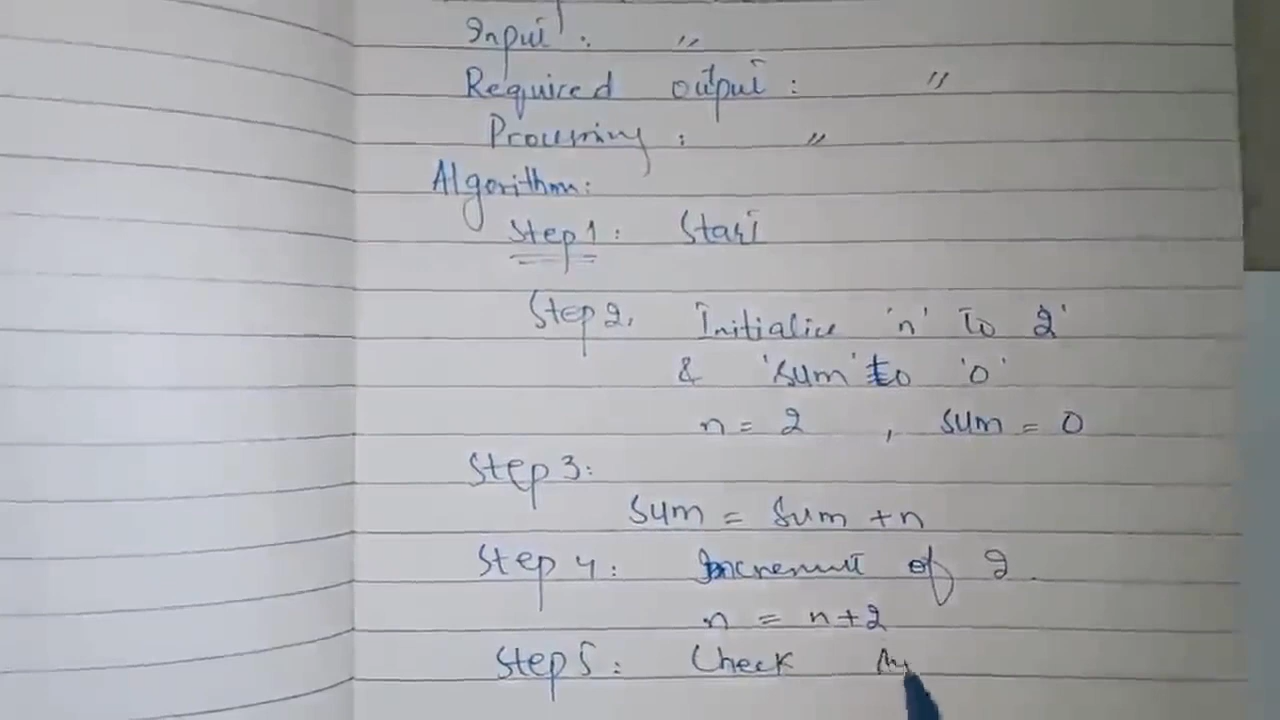 Input : "
Required output : "
Processing : "
Algorithm:
Step 1 : Start
Step 2. Initialise 'n' to 2'
& 'sum' to '0'
n = 2 , sum = 0
Step 3:
sum = sum + n
Step 4 : Increment of 2.
n = n + 2
Step 5 : Check